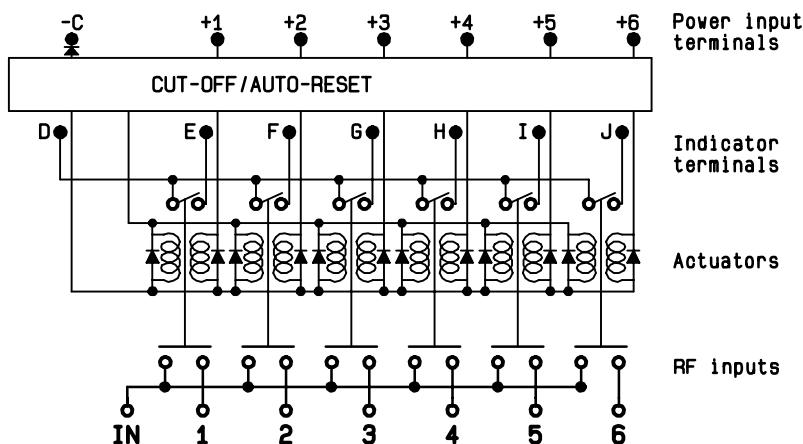 -C +1 +2 +3 +4 +5 +6 Power input
terminals
CUT-OFF/AUTO-RESET
D E F G H I J Indicator
terminals
Actuators
RF inputs
IN 1 2 3 4 5 6